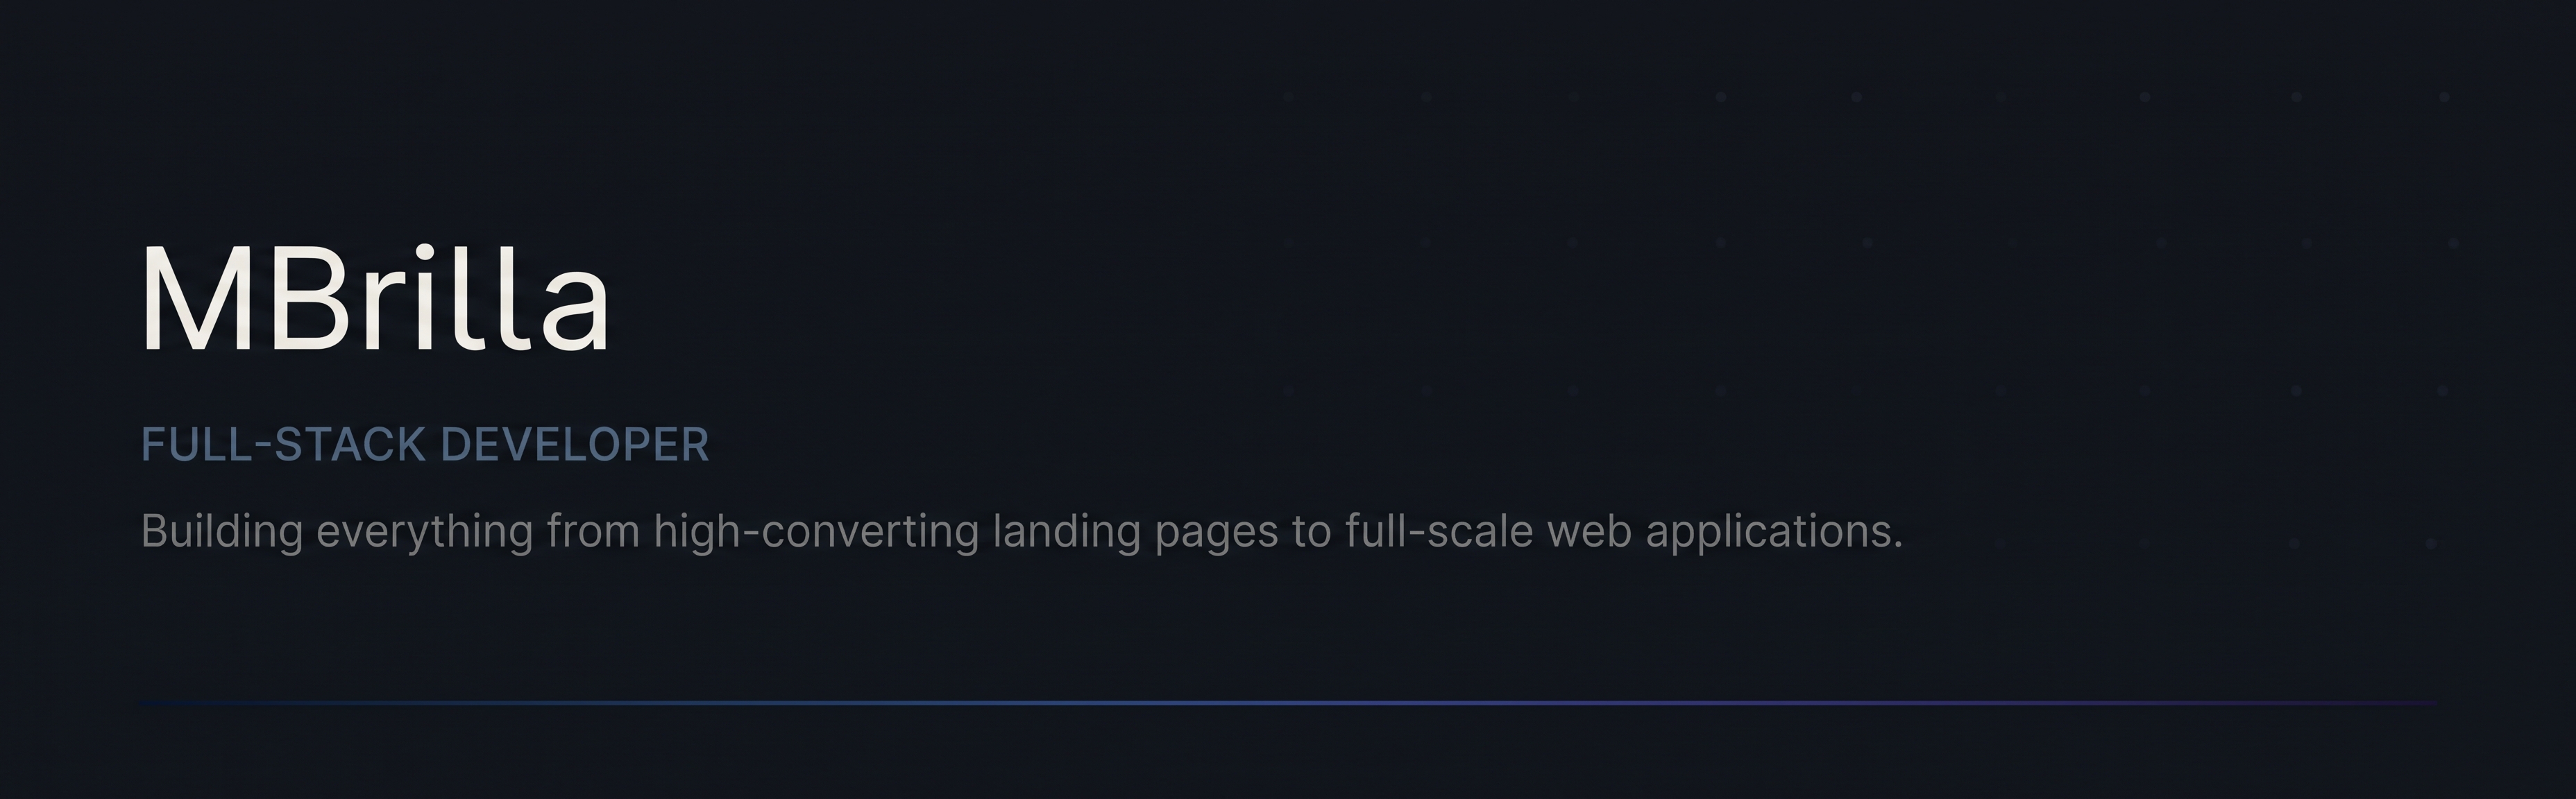 MBrilla
FULL-STACK DEVELOPER
Building everything from high-converting landing pages to full-scale web applications.